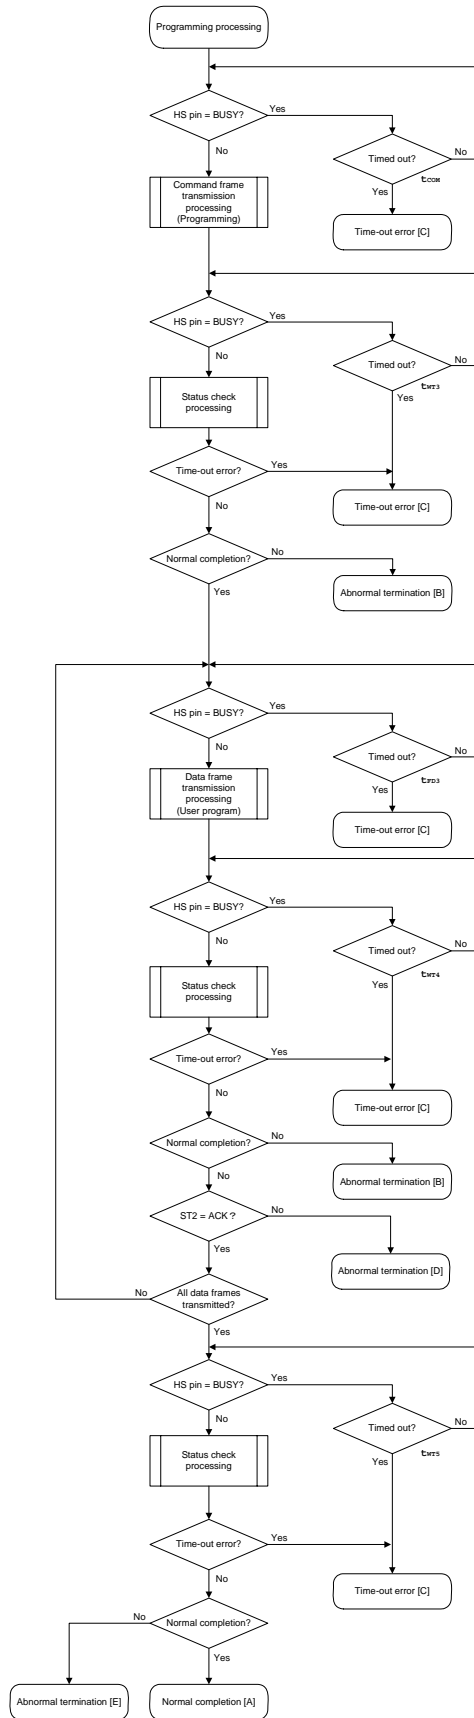 Programming processing
HS pin = BUSY?
Yes
No
Timed out?
No
tCOM
Yes
Command frame
transmission
processing
(Programming)
Time-out error [C]
HS pin = BUSY?
Yes
No
Timed out?
No
tWT3
Yes
Status check
processing
Time-out error?
Yes
No
Time-out error [C]
Normal completion?
No
Yes
Abnormal termination [B]
HS pin = BUSY?
Yes
No
Timed out?
No
tFD3
Yes
Data frame
transmission
processing
(User program)
Time-out error [C]
HS pin = BUSY?
Yes
No
Timed out?
No
tWT4
Yes
Status check
processing
Time-out error?
Yes
No
Time-out error [C]
Normal completion?
No
No
Abnormal termination [B]
ST2 = ACK?
No
Yes
Abnormal termination [D]
No
All data frames
transmitted?
Yes
HS pin = BUSY?
Yes
No
Timed out?
No
tWT5
Yes
Status check
processing
Time-out error?
Yes
No
Time-out error [C]
No
Normal completion?
Yes
Abnormal termination [E]
Normal completion [A]